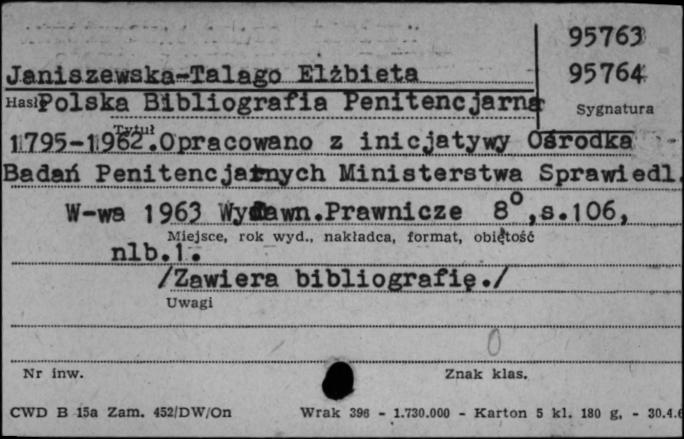 95763
Janiszewska-Talago Elżbieta 95764
Hasło Polska Bibliografia Penitencjarna Sygnatura
Tytuł
1795-1962.Opracowano z inicjatywy Ośrodka
Badań Penitencjarnych Ministerstwa Sprawiedl.
W-wa 1963 Wydawn.Prawnicze 8°,s.106,
Miejsce, rok wyd., nakładca, format, obiętość
nlb.1.
/Zawiera bibliografię./
Uwagi
0
Nr inw. Znak klas.
CWD B 15a Zam. 452/DW/On Wrak 396 - 1.730.000 - Karton 5 kl. 180 g, - 30.4.6